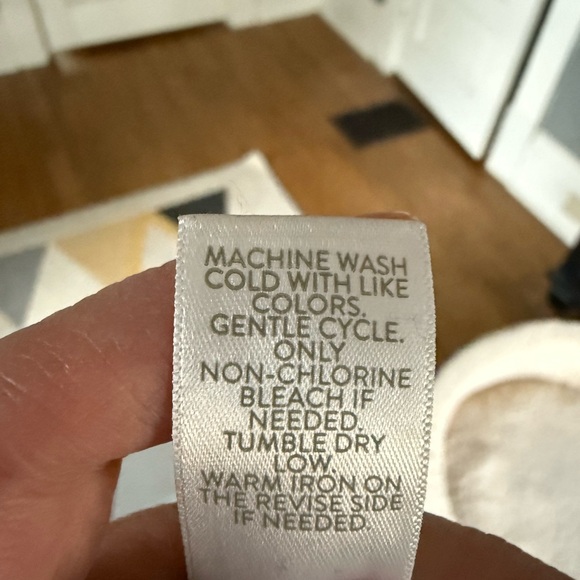 MACHINE WASH
COLD WITH LIKE
COLORS.
GENTLE CYCLE.
ONLY
NON-CHLORINE
BLEACH IF
NEEDED.
TUMBLE DRY
LOW.
WARM IRON ON
THE REVISE SIDE
IF NEEDED.